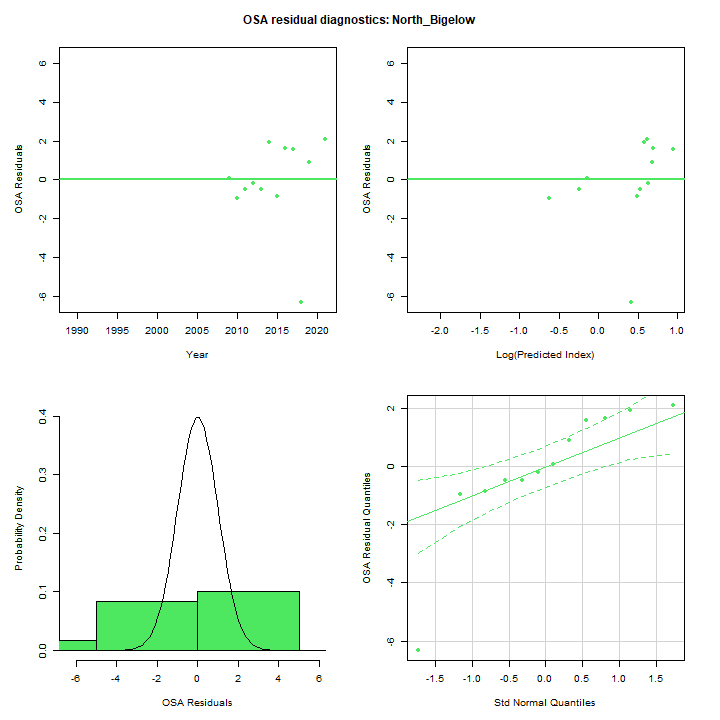 OSA residual diagnostics: North_Bigelow
OSA Residuals
6
4
2
0
-2
-4
-6
1990 1995 2000 2005 2010 2015 2020
Year
OSA Residuals
6
4
2
0
-2
-4
-6
-2.0 -1.5 -1.0 -0.5 0.0 0.5 1.0
Log(Predicted Index)
Probability Density
0.4
0.3
0.2
0.1
0.0
-6 -4 -2 0 2 4 6
OSA Residuals
OSA Residual Quantiles
2
0
-2
-4
-6
-1.5 -1.0 -0.5 0.0 0.5 1.0 1.5
Std Normal Quantiles